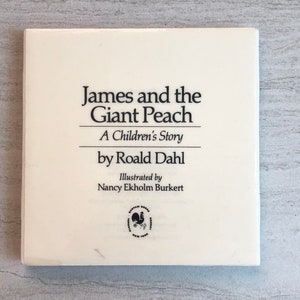 James and the
Giant Peach
A Children's Story
by Roald Dahl
Illustrated by
Nancy Ekholm Burkert